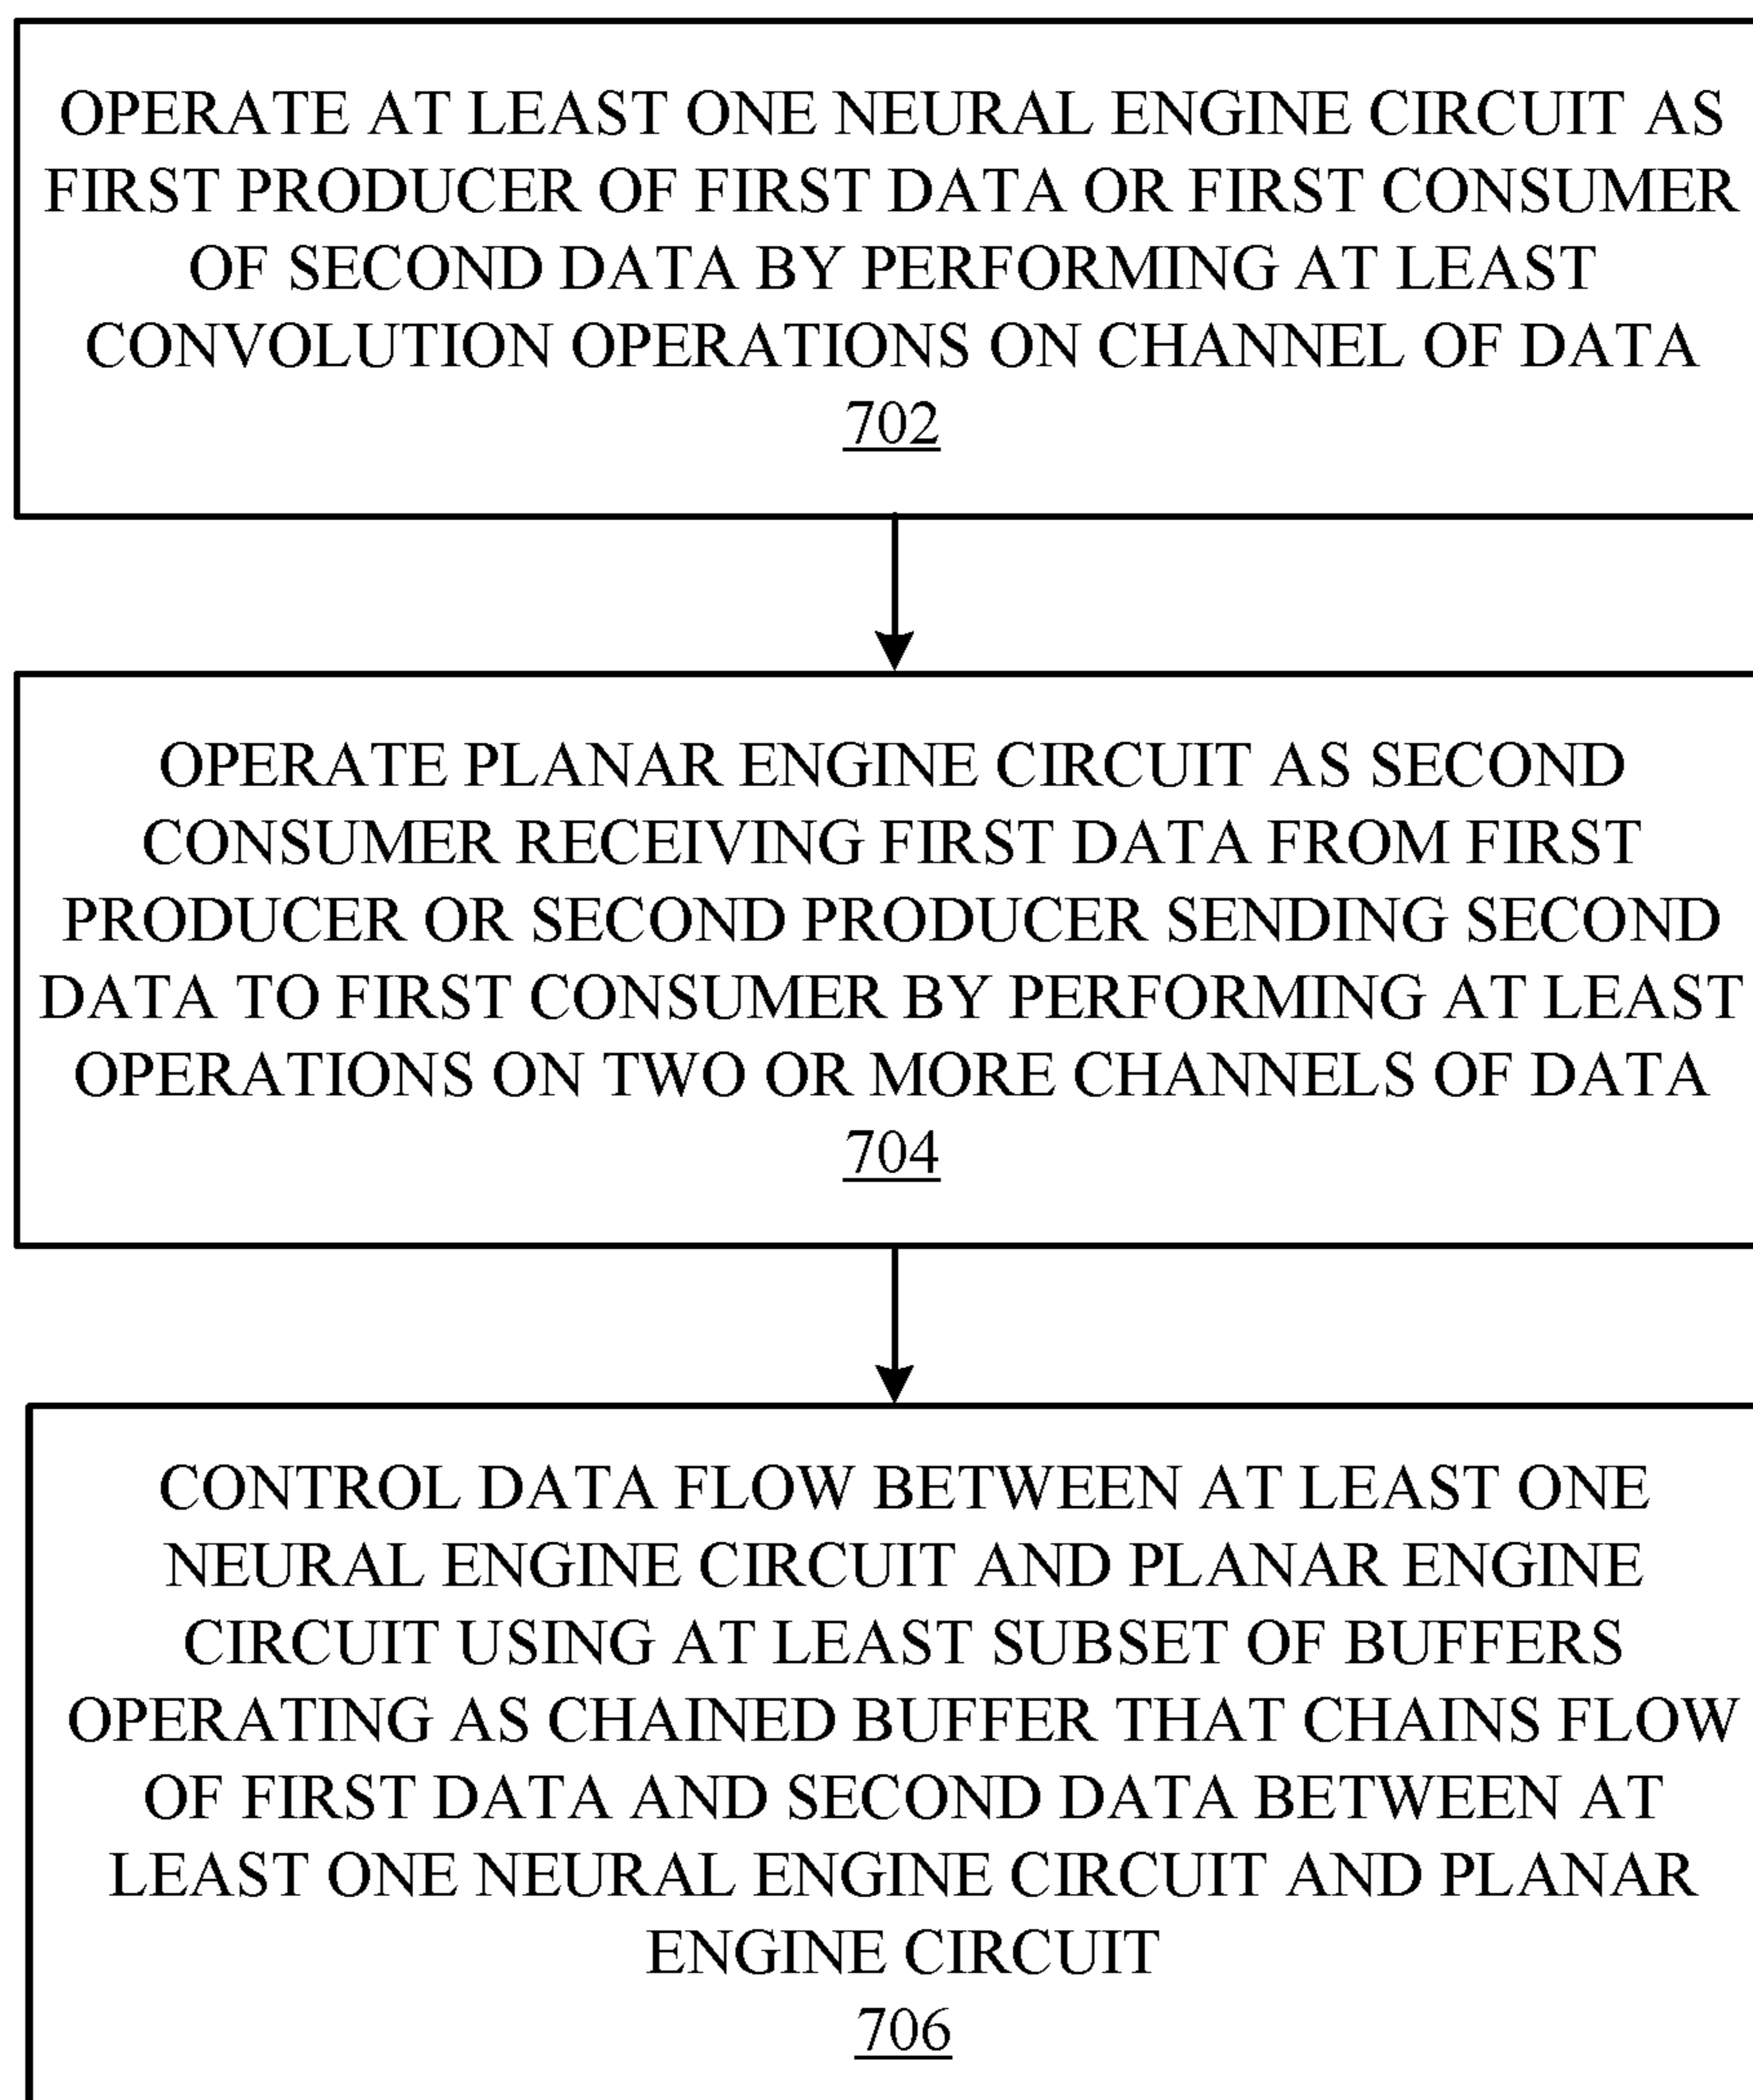 OPERATE AT LEAST ONE NEURAL ENGINE CIRCUIT AS
FIRST PRODUCER OF FIRST DATA OR FIRST CONSUMER
OF SECOND DATA BY PERFORMING AT LEAST
CONVOLUTION OPERATIONS ON CHANNEL OF DATA
702
OPERATE PLANAR ENGINE CIRCUIT AS SECOND
CONSUMER RECEIVING FIRST DATA FROM FIRST
PRODUCER OR SECOND PRODUCER SENDING SECOND
DATA TO FIRST CONSUMER BY PERFORMING AT LEAST
OPERATIONS ON TWO OR MORE CHANNELS OF DATA
704
CONTROL DATA FLOW BETWEEN AT LEAST ONE
NEURAL ENGINE CIRCUIT AND PLANAR ENGINE
CIRCUIT USING AT LEAST SUBSET OF BUFFERS
OPERATING AS CHAINED BUFFER THAT CHAINS FLOW
OF FIRST DATA AND SECOND DATA BETWEEN AT
LEAST ONE NEURAL ENGINE CIRCUIT AND PLANAR
ENGINE CIRCUIT
706